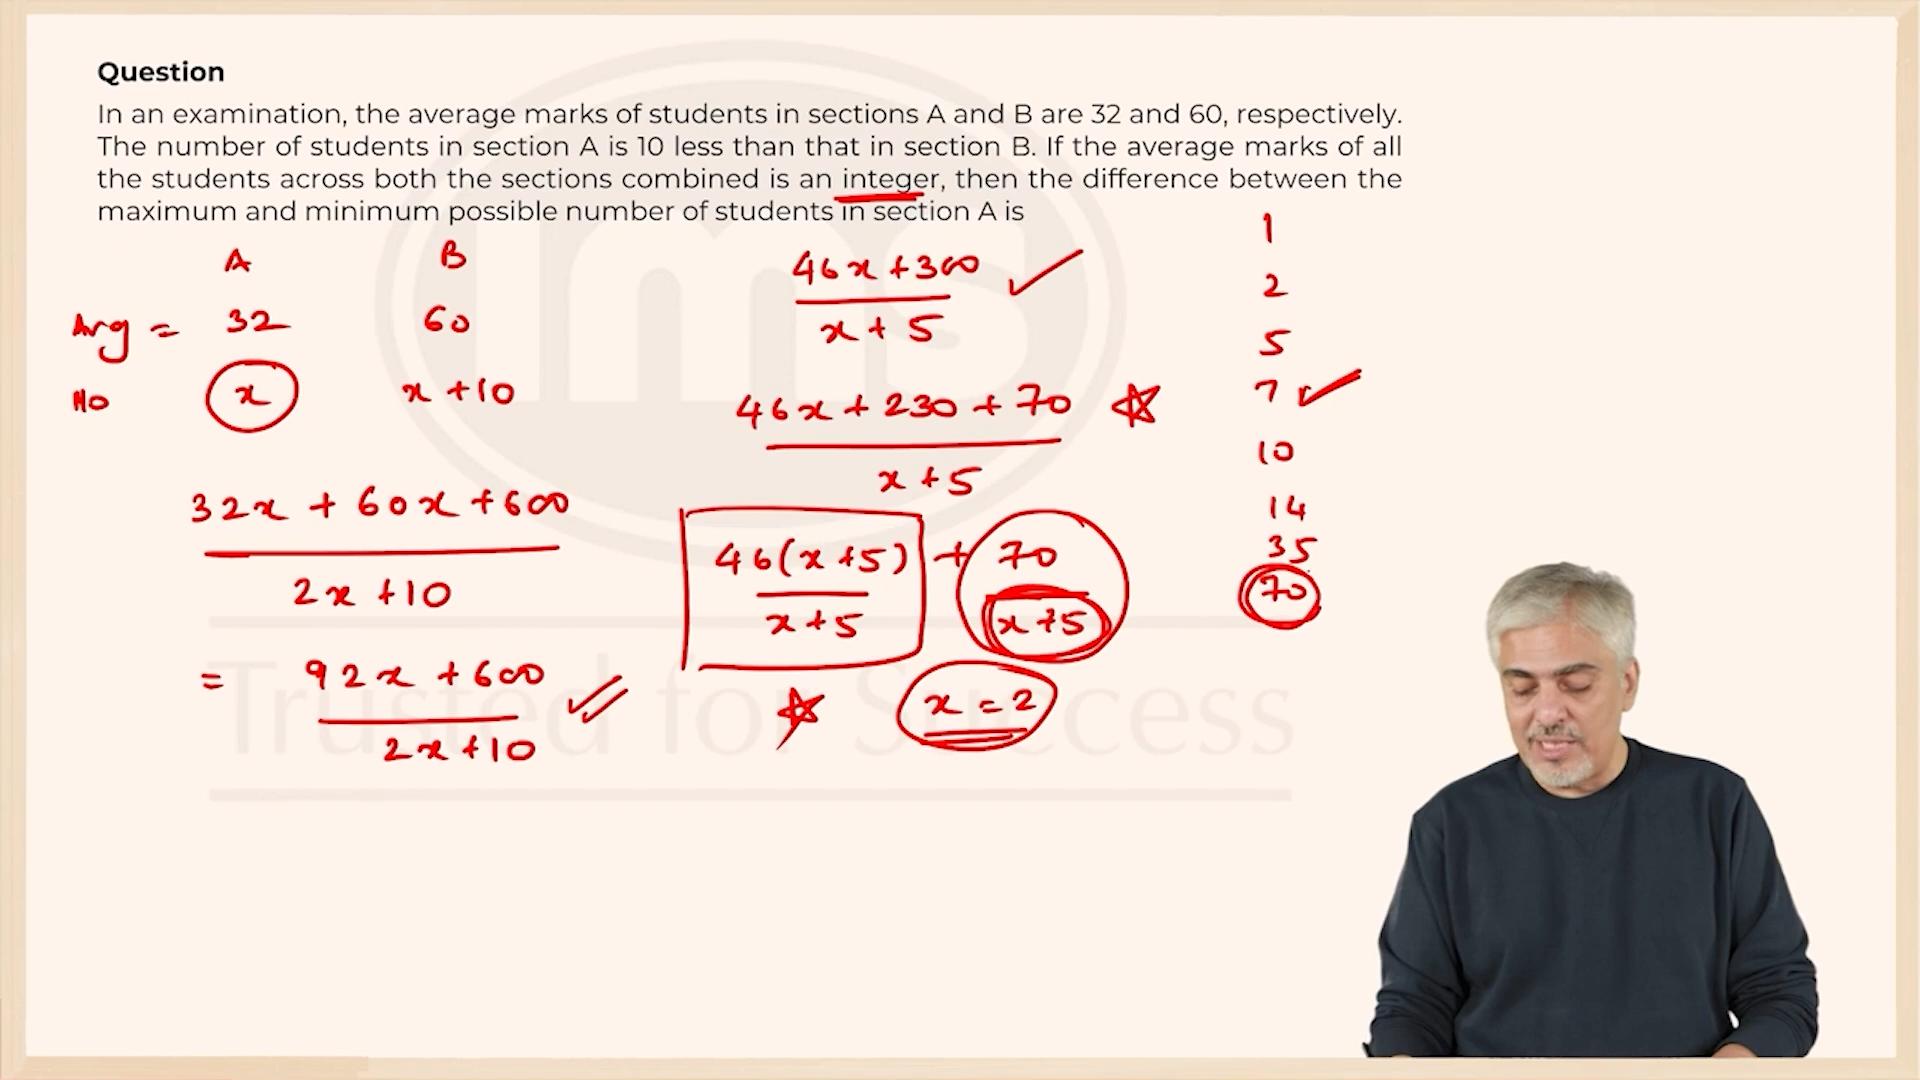 Question
In an examination, the average marks of students in sections A and B are 32 and 60, respectively.
The number of students in section A is 10 less than that in section B. If the average marks of all
the students across both the sections combined is an integer, then the difference between the
maximum and minimum possible number of students in section A is
A B
Avg = 32 60
No x x + 10
32x + 60x + 600
2x + 10
= 92x + 600
2x + 10
46x + 300
x + 5
46x + 230 + 70
x + 5
46(x + 5) + 70
x + 5 x + 5
x = 2
1
2
5
7
10
14
35
70
ims
Trusted for Success